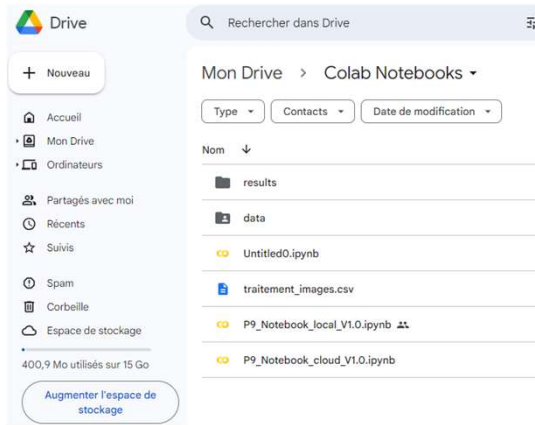 Drive
Rechercher dans Drive
Nouveau
Mon Drive > Colab Notebooks
Type
Contacts
Date de modification
Accueil
Mon Drive
Ordinateurs
Partagés avec moi
Récents
Suivis
Spam
Corbeille
Espace de stockage
400,9 Mo utilisés sur 15 Go
Augmenter l'espace de
stockage
Nom
results
data
Untitled0.ipynb
traitement_images.csv
P9_Notebook_local_V1.0.ipynb
P9_Notebook_cloud_V1.0.ipynb